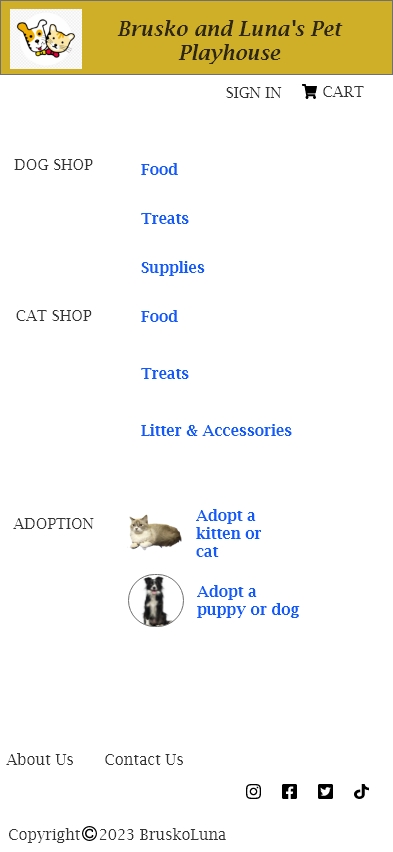 Brusko and Luna's Pet
Playhouse
SIGN IN CART
DOG SHOP Food
Treats
Supplies
CAT SHOP Food
Treats
Litter & Accessories
ADOPTION Adopt a
kitten or
cat
Adopt a
puppy or dog
About Us Contact Us
Copyright©2023 BruskoLuna